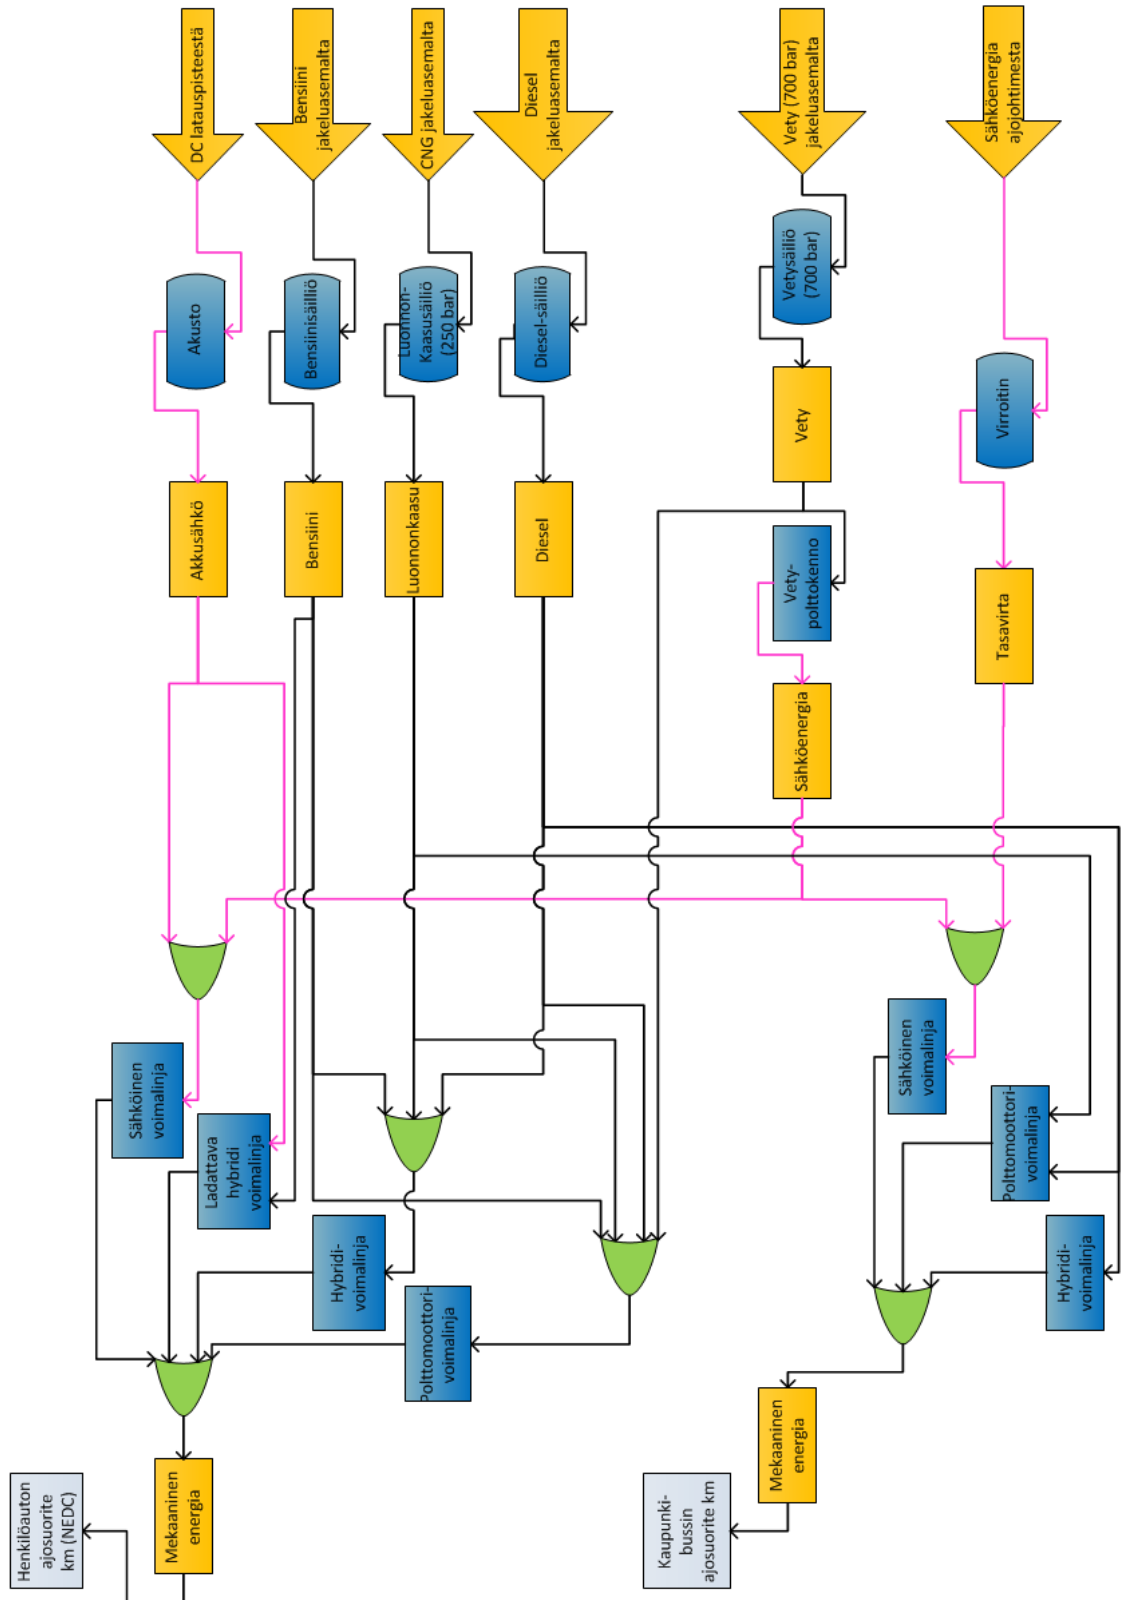 DC latauspisteestä
Bensiini
jakeluasemalta
CNG jakeluasemalta
Diesel
jakeluasemalta
Vety (700 bar)
jakeluasemalta
Sähköenergia
ajojohtimesta
Akusto
Bensiinisäilliö
Luonnon-
Kaasusäiliö
(250 bar)
Diesel-säilliö
Vetysäiliö
(700 bar)
Virroitin
Vety
Akkusähkö
Bensiini
Luonnonkaasu
Diesel
Vety-
polttokenno
Tasavirta
Sähköenergia
Sähköinen
voimalinja
Ladattava
hybridi
voimalinja
Hybridi-
voimalinja
Polttomoottori-
voimalinja
Sähköinen
voimalinja
Polttomoottori-
voimalinja
Hybridi-
voimalinja
Mekaaninen
energia
Henkilöauton
ajosuorite
km (NEDC)
Mekaaninen
energia
Kaupunki-
bussin
ajosuorite km